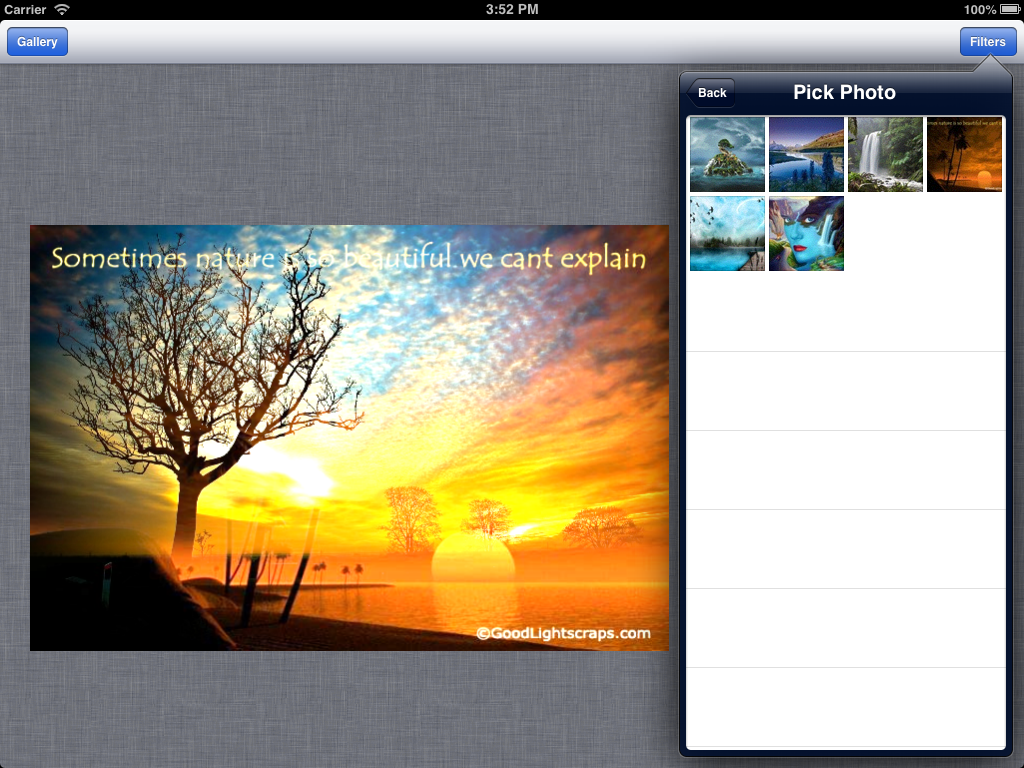 Carrier 3:52 PM 100%
Gallery Filters
Back Pick Photo
Sometimes nature is so beautiful we cant explain
©GoodLightscraps.com